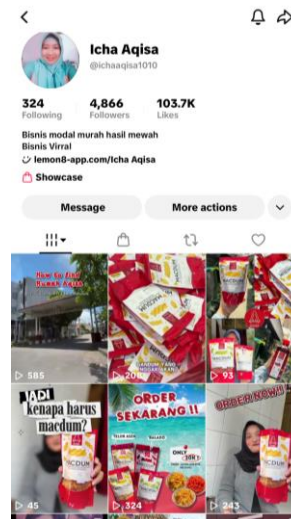 Icha Aqisa
@ichaaqisa1010
324 4,866 103.7K
Following Followers Likes
Bisnis modal murah hasil mewah
Bisnis Virral
lemon8-app.com/Icha Aqisa
Showcase
Message More actions
585
93
JADI
kenapa harus
macdum?
45
ORDER
SEKARANG !!
324
ORDER NOW!!
243